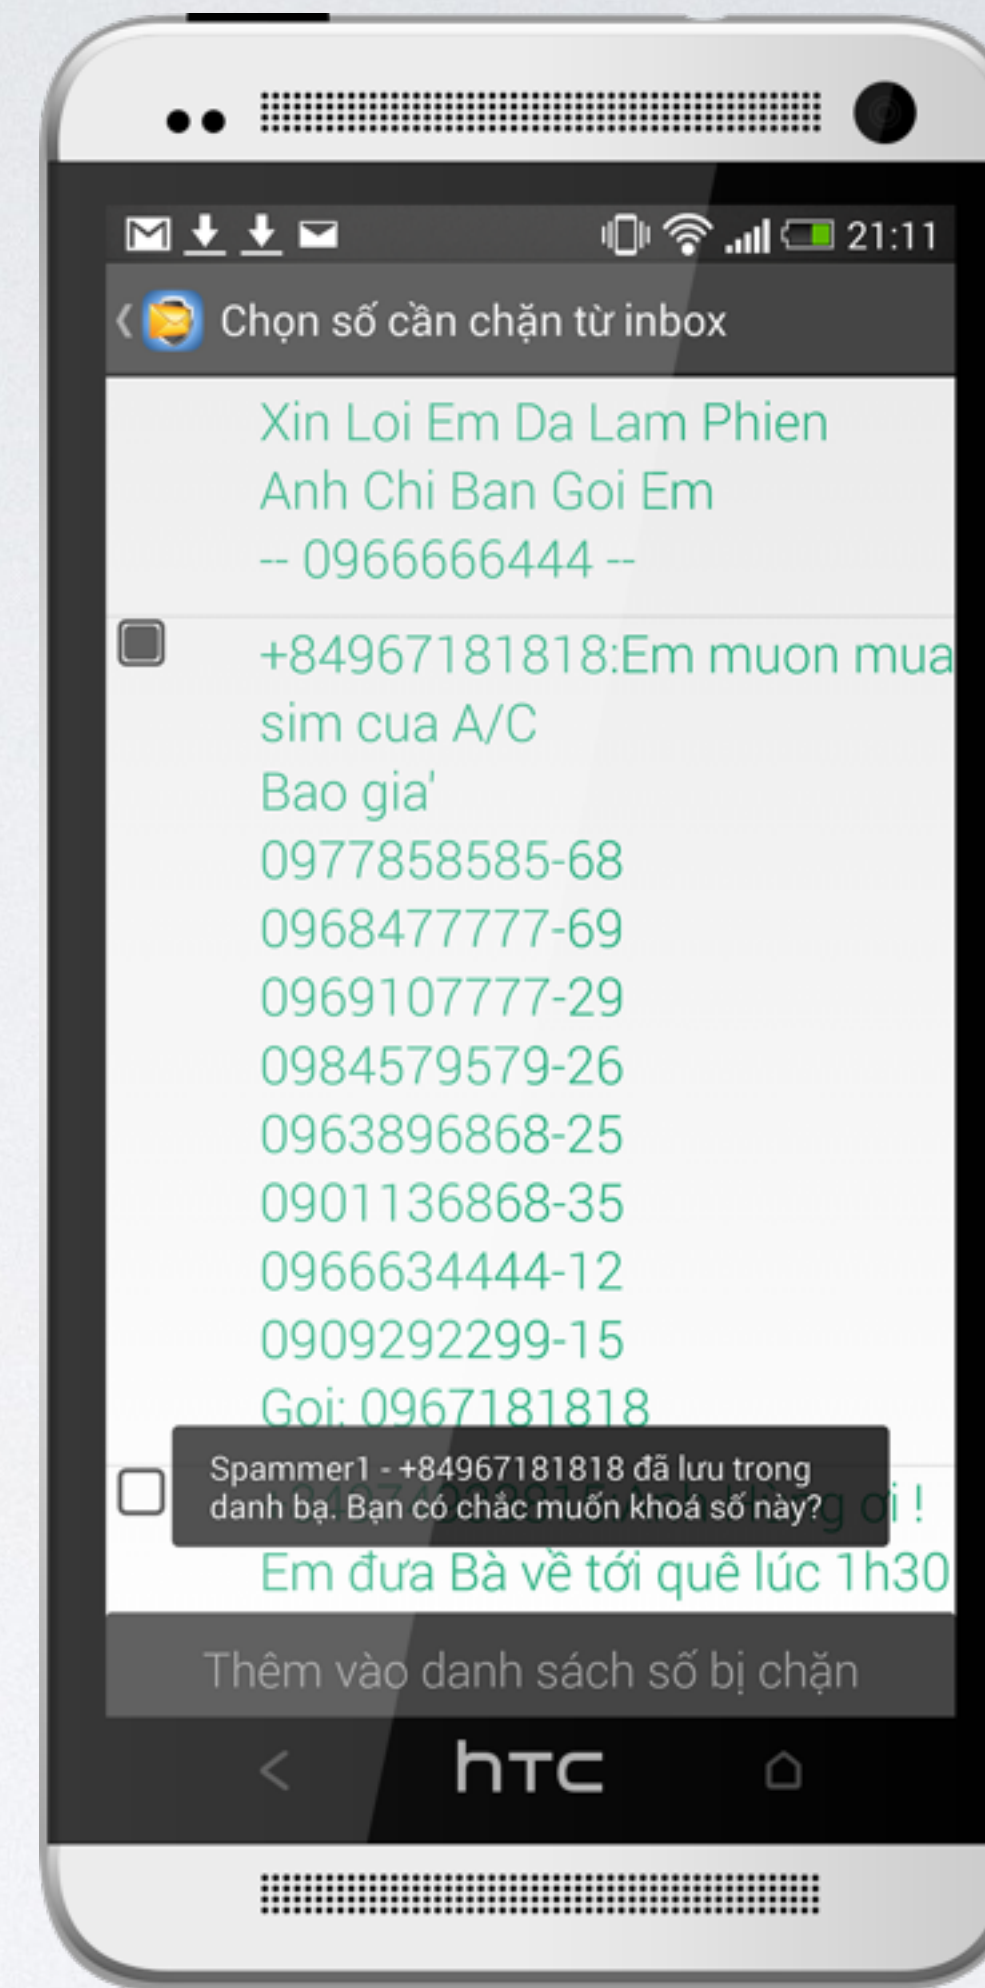 21:11
Chọn số cần chặn từ inbox
Xin Loi Em Da Lam Phien
Anh Chi Ban Goi Em
-- 0966666444 --
+84967181818:Em muon mua
sim cua A/C
Bao gia'
0977858585-68
0968477777-69
0969107777-29
0984579579-26
0963896868-25
0901136868-35
0966634444-12
0909292299-15
Goi: 0967181818
Spammer1 - +84967181818 đã lưu trong
danh bạ. Bạn có chắc muốn khoá số này?
ơi !
Em đưa Bà về tới quê lúc 1h30
Thêm vào danh sách số bị chặn
hTC